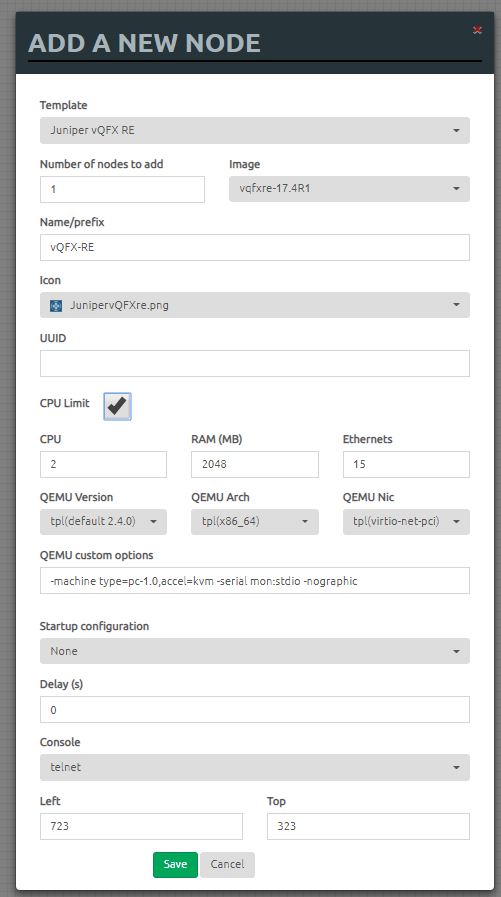 ADD A NEW NODE
Template
Juniper vQFX RE
Number of nodes to add Image
1 vqfxre-17.4R1
Name/prefix
vQFX-RE
Icon
JunipervQFXre.png
UUID
CPU Limit
CPU RAM (MB) Ethernets
2 2048 15
QEMU Version QEMU Arch QEMU Nic
tpl(default 2.4.0) tpl(x86_64) tpl(virtio-net-pci)
QEMU custom options
-machine type=pc-1.0,accel=kvm -serial mon:stdio -nographic
Startup configuration
None
Delay (s)
0
Console
telnet
Left Top
723 323
Save Cancel